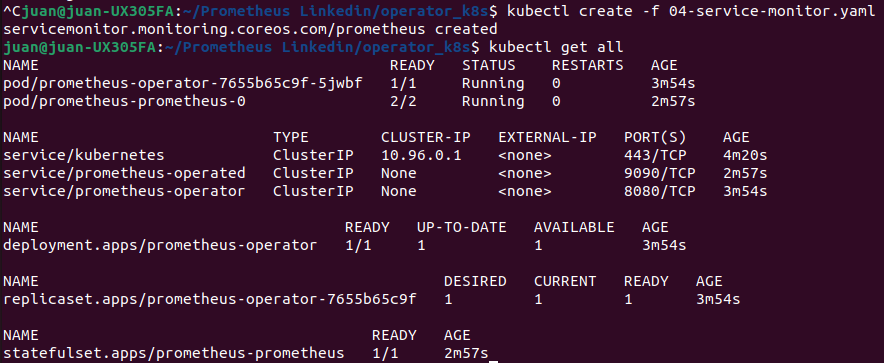 ^Cjuan@juan-UX305FA:~/Prometheus Linkedin/operator_k8s$ kubectl create -f 04-service-monitor.yaml
servicemonitor.monitoring.coreos.com/prometheus created
juan@juan-UX305FA:~/Prometheus Linkedin/operator_k8s$ kubectl get all
NAME READY STATUS RESTARTS AGE
pod/prometheus-operator-7655b65c9f-5jwbf 1/1 Running 0 3m54s
pod/prometheus-prometheus-0 2/2 Running 0 2m57s
NAME TYPE CLUSTER-IP EXTERNAL-IP PORT(S) AGE
service/kubernetes ClusterIP 10.96.0.1 <none> 443/TCP 4m20s
service/prometheus-operated ClusterIP None <none> 9090/TCP 2m57s
service/prometheus-operator ClusterIP None <none> 8080/TCP 3m54s
NAME READY UP-TO-DATE AVAILABLE AGE
deployment.apps/prometheus-operator 1/1 1 1 3m54s
NAME DESIRED CURRENT READY AGE
replicaset.apps/prometheus-operator-7655b65c9f 1 1 1 3m54s
NAME READY AGE
statefulset.apps/prometheus-prometheus 1/1 2m57s